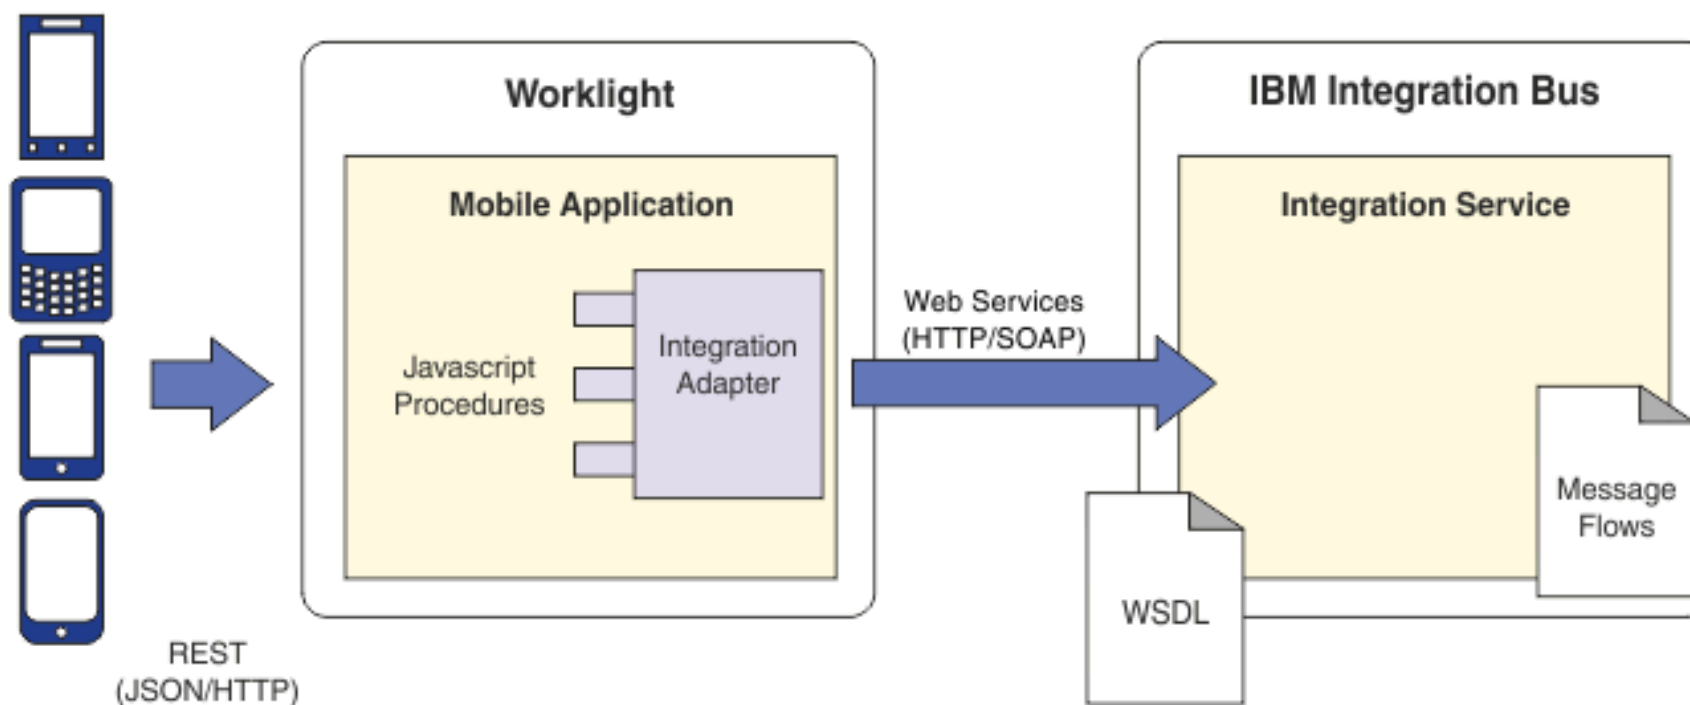 Worklight
Mobile Application
Javascript
Procedures
Integration
Adapter
REST
(JSON/HTTP)
Web Services
(HTTP/SOAP)
IBM Integration Bus
Integration Service
Message
Flows
WSDL